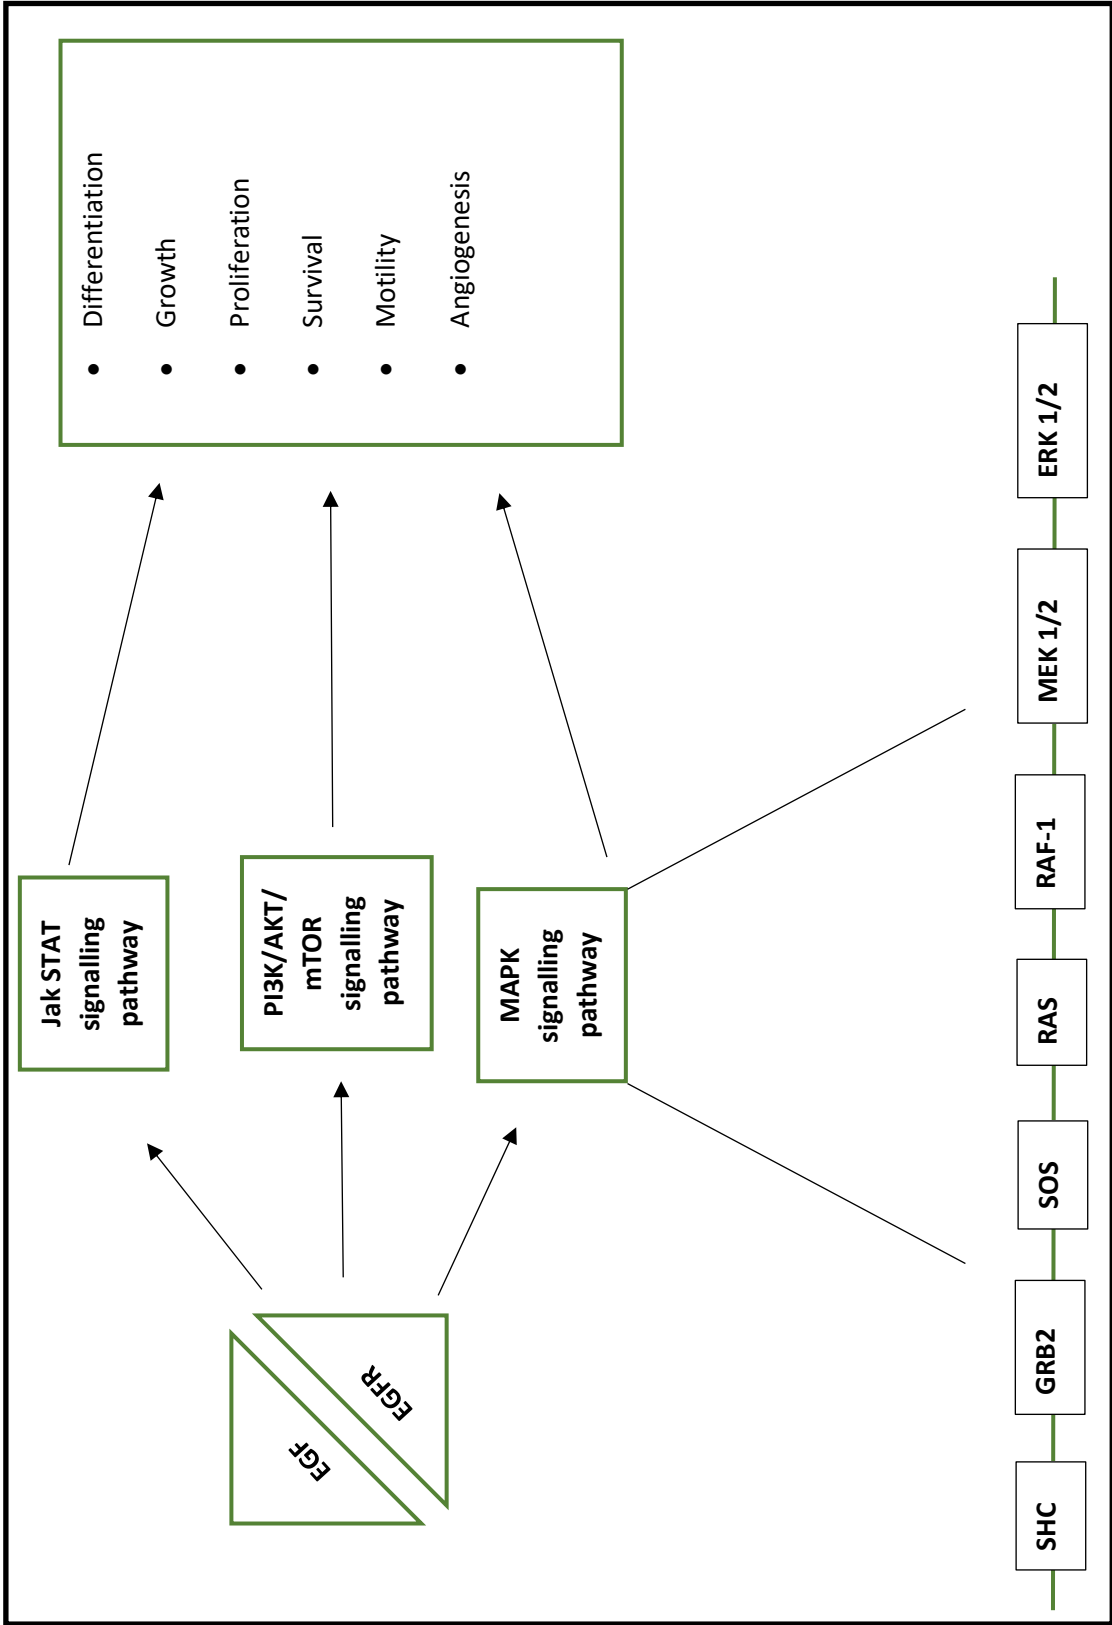 EGF
EGFR
Jak STAT
signalling
pathway
PI3K/AKT/
mTOR
signalling
pathway
MAPK
signalling
pathway
• Differentiation
• Growth
• Proliferation
• Survival
• Motility
• Angiogenesis
SHC
GRB2
SOS
RAS
RAF-1
MEK 1/2
ERK 1/2